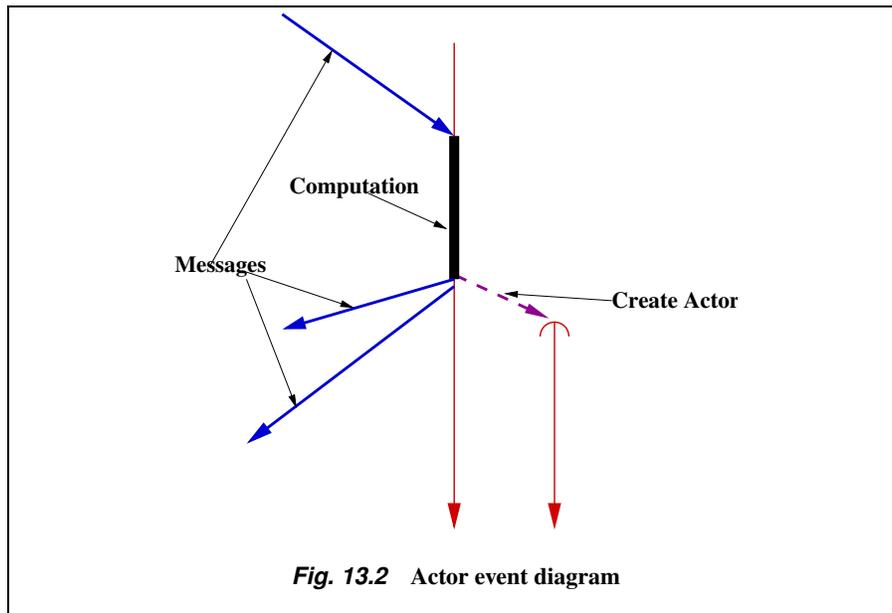 Computation
Messages
Create Actor
Fig. 13.2 Actor event diagram